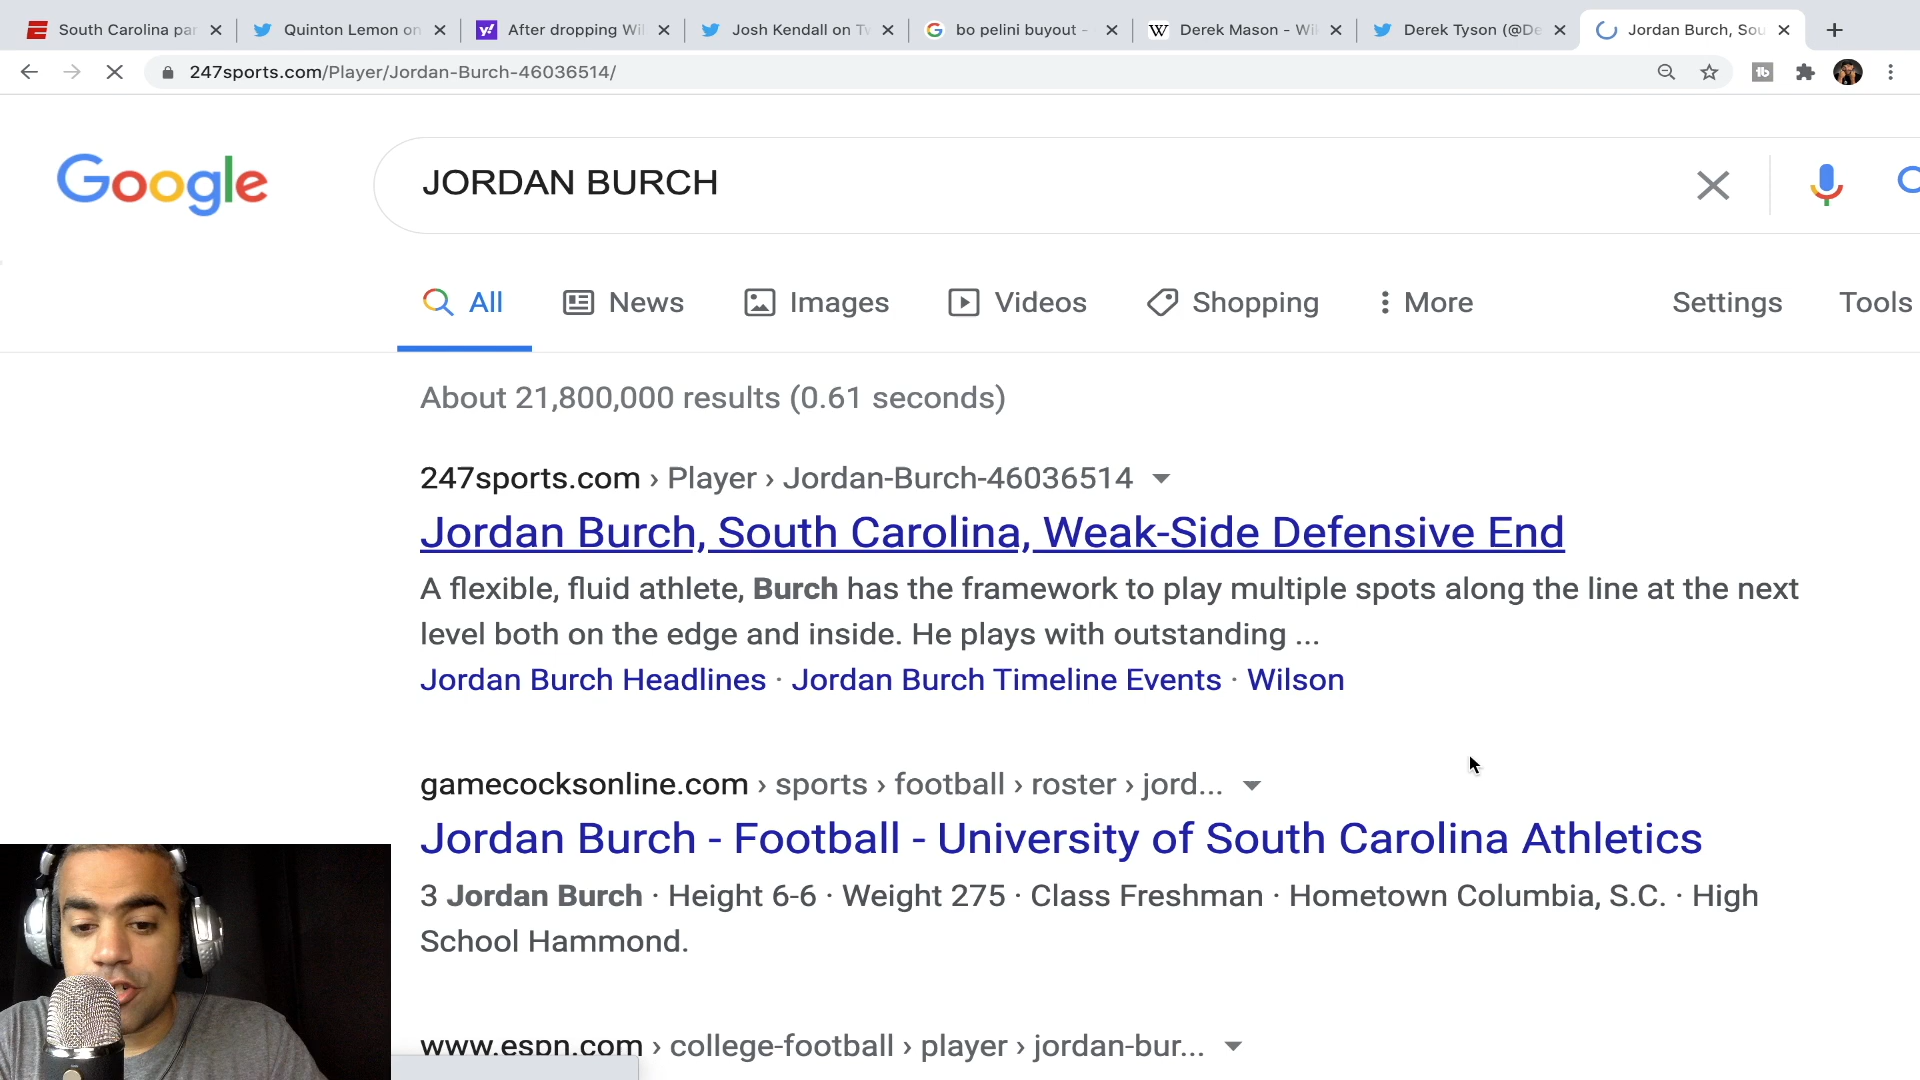 South Carolina par
Quinton Lemon on
After dropping Wil
Josh Kendall on Tw
bo pelini buyout -
Derek Mason - Wi
Derek Tyson (@De
Jordan Burch, Sou
247sports.com/Player/Jordan-Burch-46036514/
Google
JORDAN BURCH
All
News
Images
Videos
Shopping
More
Settings
Tools
About 21,800,000 results (0.61 seconds)
247sports.com › Player › Jordan-Burch-46036514
Jordan Burch, South Carolina, Weak-Side Defensive End
A flexible, fluid athlete, Burch has the framework to play multiple spots along the line at the next
level both on the edge and inside. He plays with outstanding ...
Jordan Burch Headlines · Jordan Burch Timeline Events · Wilson
gamecocksonline.com › sports › football › roster › jord...
Jordan Burch - Football - University of South Carolina Athletics
3 Jordan Burch · Height 6-6 · Weight 275 · Class Freshman · Hometown Columbia, S.C. · High
School Hammond.
www.espn.com › college-football › player › jordan-bur...